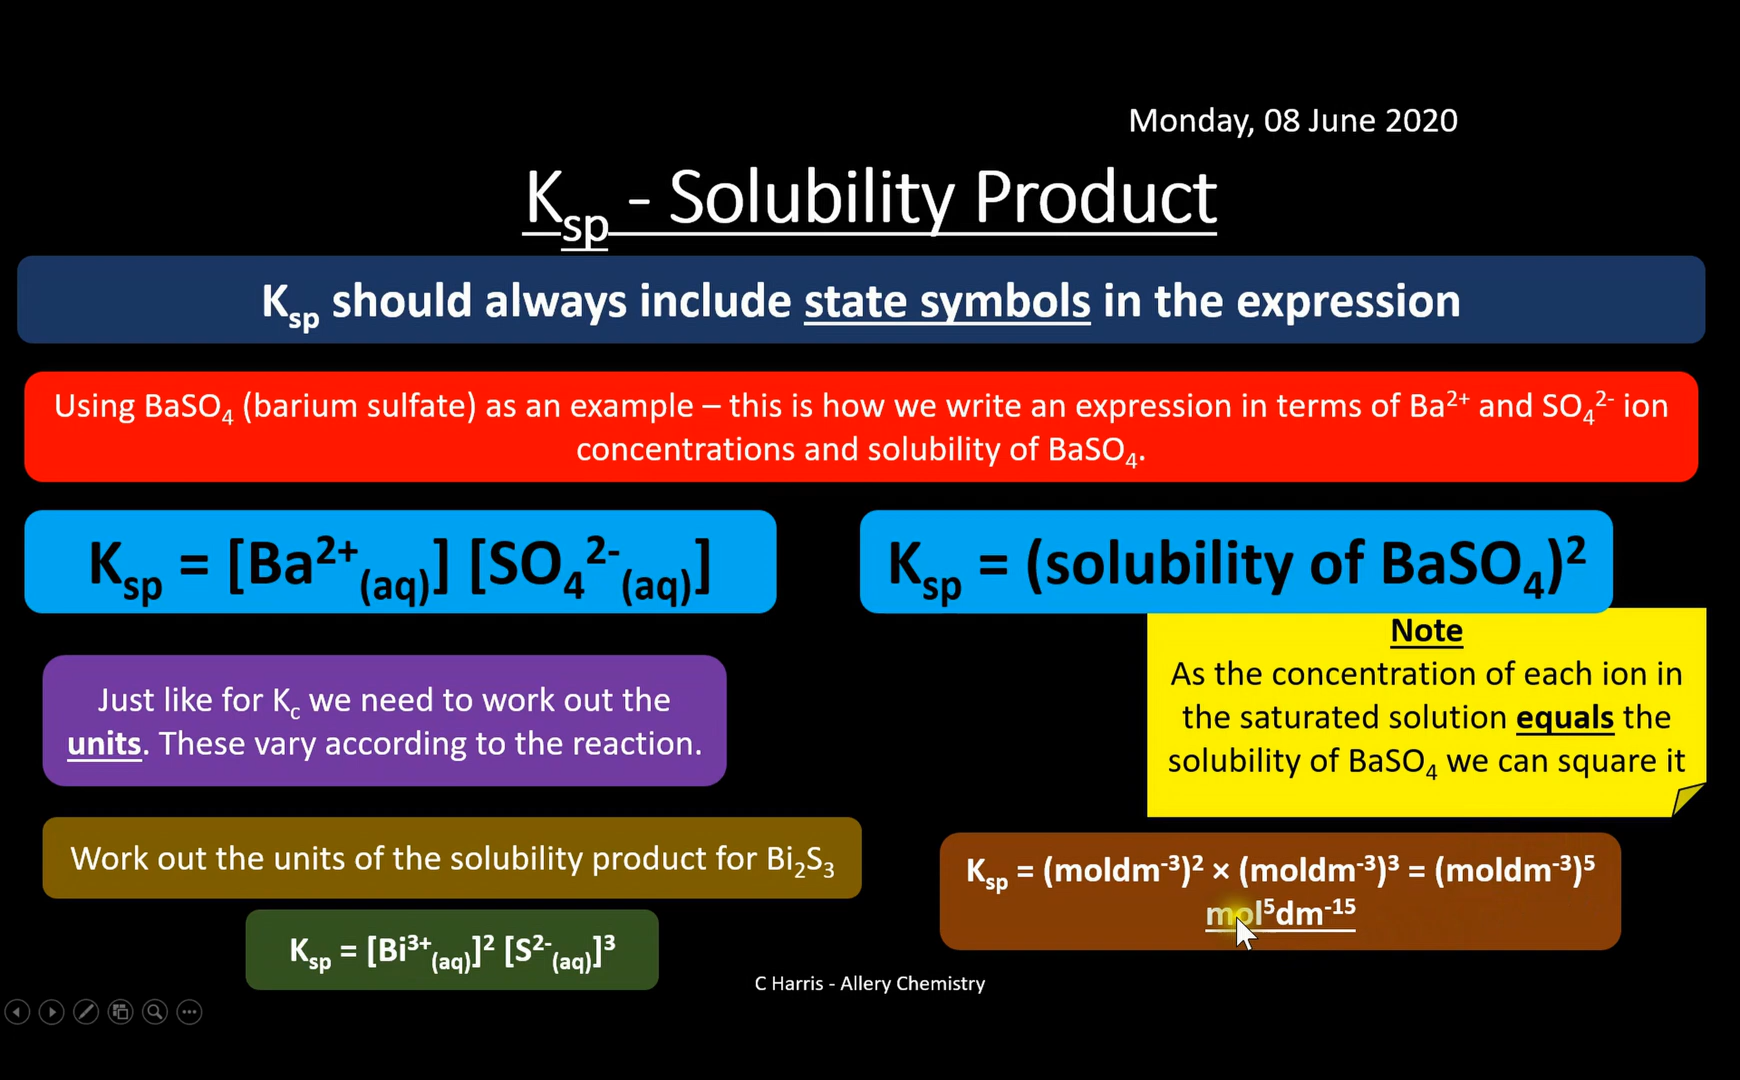 Monday, 08 June 2020
Kₛₚ - Solubility Product
Kₛₚ should always include state symbols in the expression
Using BaSO₄ (barium sulfate) as an example – this is how we write an expression in terms of Ba²⁺ and SO₄²⁻ ion
concentrations and solubility of BaSO₄.
Kₛₚ = [Ba²⁺(aq)] [SO₄²⁻(aq)]
Kₛₚ = (solubility of BaSO₄)²
Note
As the concentration of each ion in
the saturated solution equals the
solubility of BaSO₄ we can square it
Just like for K꜀ we need to work out the
units. These vary according to the reaction.
Work out the units of the solubility product for Bi₂S₃
Kₛₚ = (moldm⁻³)² × (moldm⁻³)³ = (moldm⁻³)⁵
mol⁵dm⁻¹⁵
Kₛₚ = [Bi³⁺(aq)]² [S²⁻(aq)]³
C Harris - Allery Chemistry